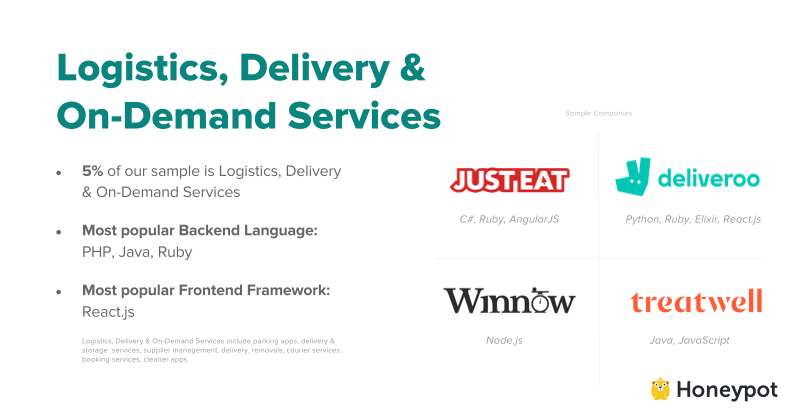 Logistics, Delivery &
On-Demand Services
• 5% of our sample is Logistics, Delivery
& On-Demand Services
• Most popular Backend Language:
PHP, Java, Ruby
• Most popular Frontend Framework:
React.js
Logistics, Delivery & On-Demand Services include parking apps, delivery &
storage services, supplier management, delivery, removals, courier services,
booking services, cleaner apps
Sample Companies
JUST EAT
C#, Ruby, AngularJS
deliveroo
Python, Ruby, Elixir, React.js
Winnow
Node.js
treatwell
Java, JavaScript
Honeypot